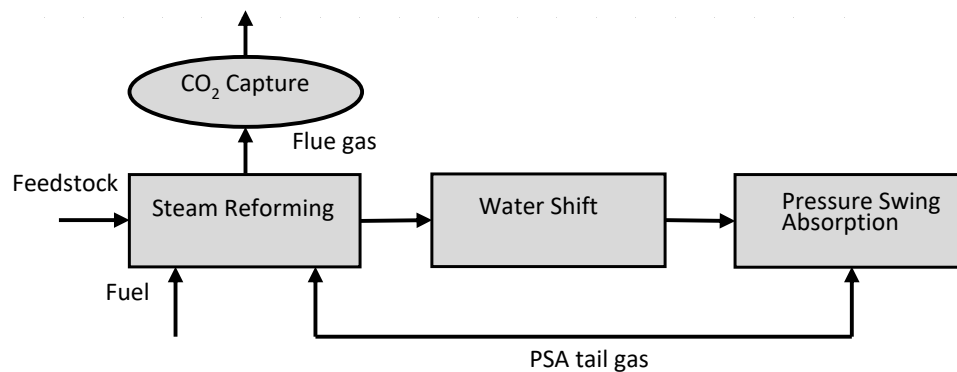 CO₂ Capture
Flue gas
Feedstock
Steam Reforming
Water Shift
Pressure Swing
Absorption
Fuel
PSA tail gas